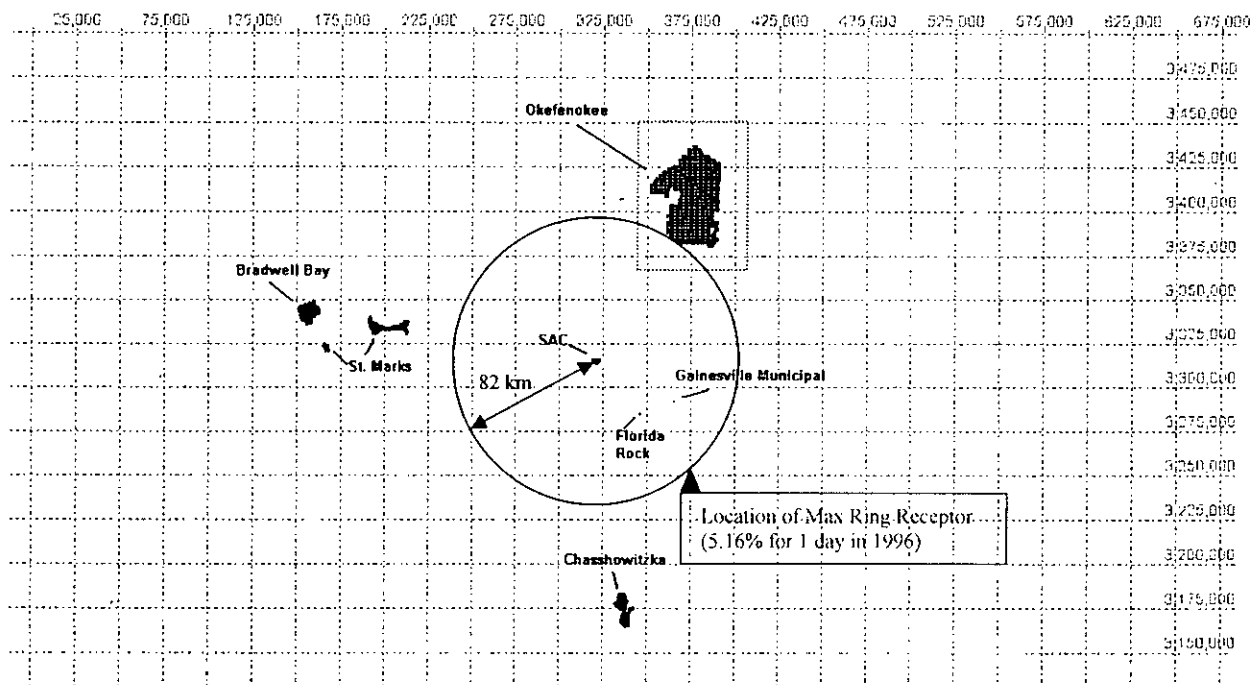 25,000 75,000 125,000 175,000 225,000 275,000 325,000 375,000 425,000 475,000 525,000 575,000 625,000 675,000
3,475,000
3,450,000
Okefenokee
3,425,000
3,400,000
3,375,000
Bradwell Bay
3,350,000
3,325,000
SAC
St. Marks
82 km
Gainesville Municipal
3,300,000
Florida
Rock
3,275,000
3,250,000
Location of Max Ring Receptor
(5.16% for 1 day in 1996)
3,225,000
3,200,000
Chasshowitzka
3,175,000
3,150,000